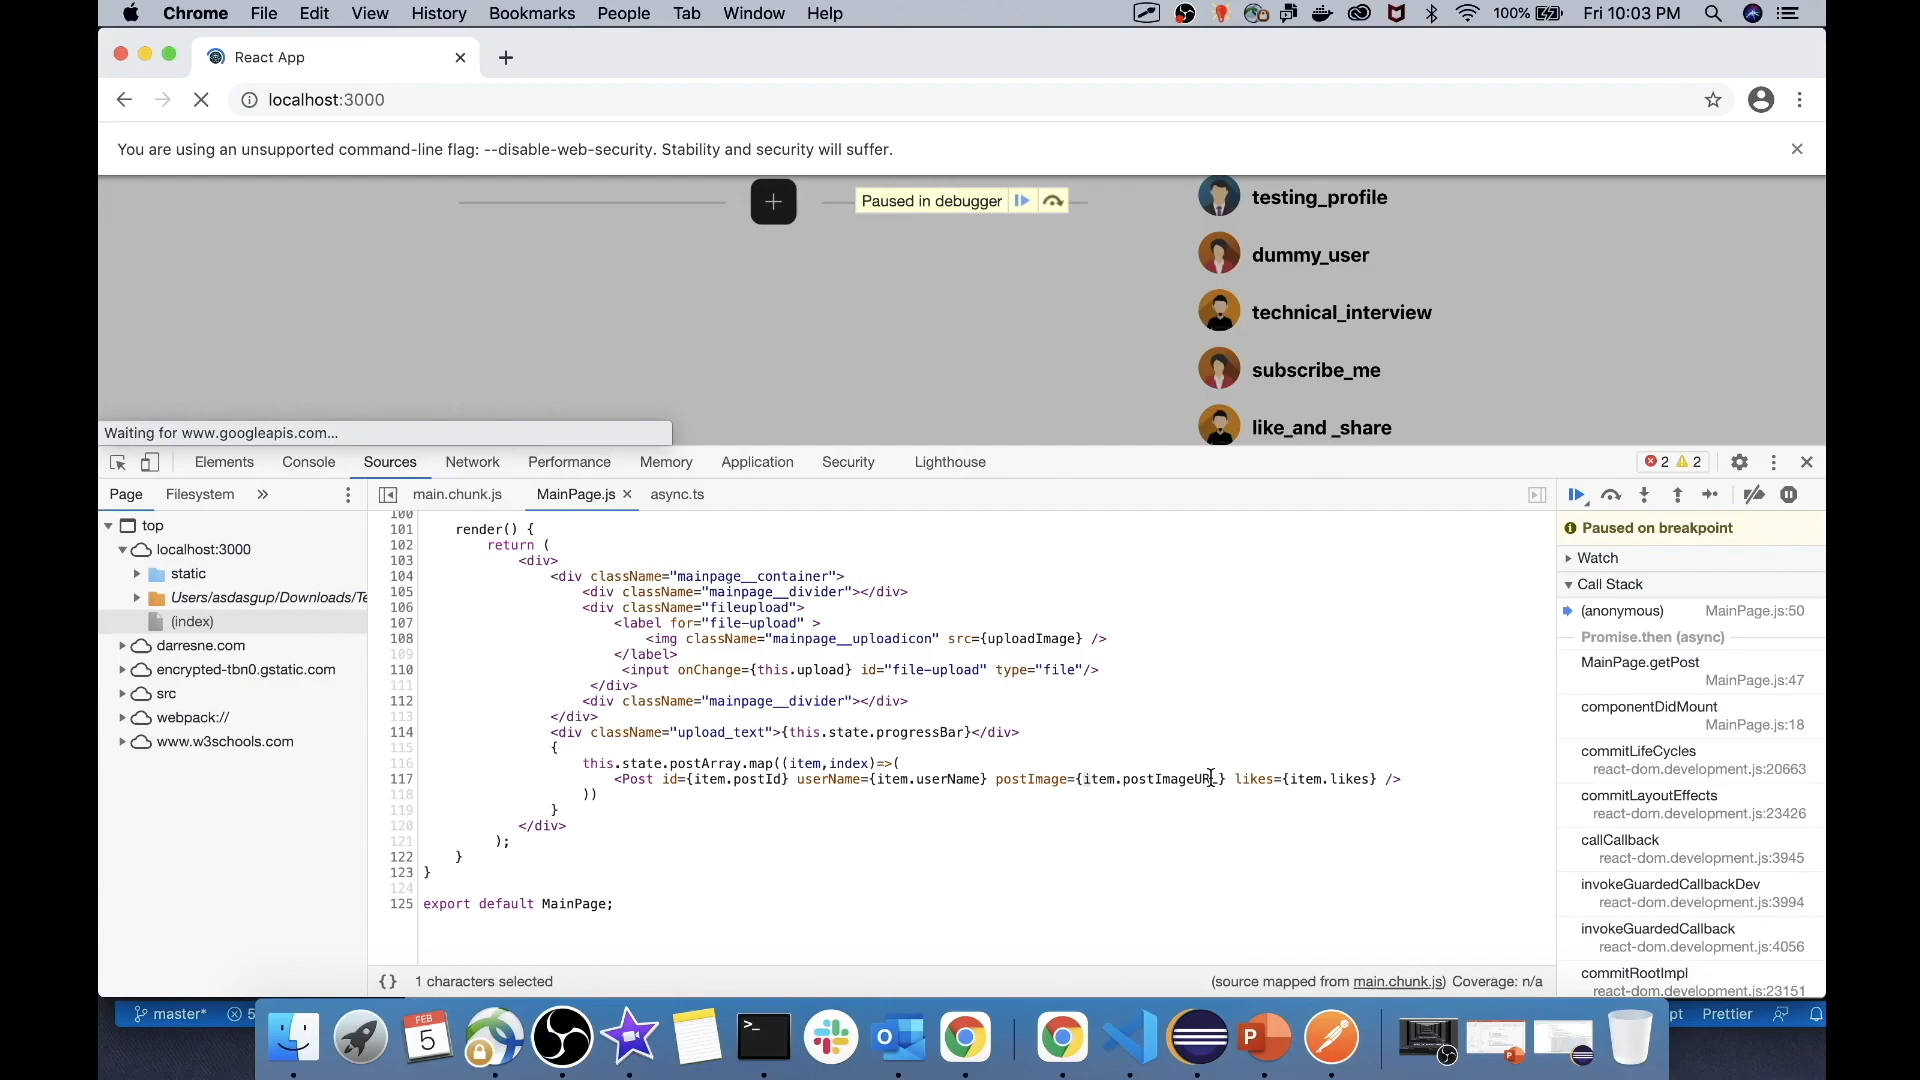 Chrome File Edit View History Bookmarks People Tab Window Help 100% Fri 10:03 PM
React App
localhost:3000
You are using an unsupported command-line flag: --disable-web-security. Stability and security will suffer.
Paused in debugger
testing_profile
dummy_user
technical_interview
subscribe_me
like_and _share
Waiting for www.googleapis.com...
Elements Console Sources Network Performance Memory Application Security Lighthouse 2 2
Page Filesystem » main.chunk.js MainPage.js async.ts
top
localhost:3000
static
Users/asdasgup/Downloads/Te
(index)
darresne.com
encrypted-tbn0.gstatic.com
src
webpack://
www.w3schools.com
100
101 render() {
102 return (
103 <div>
104 <div className="mainpage__container">
105 <div className="mainpage__divider"></div>
106 <div className="fileupload">
107 <label for="file-upload" >
108 <img className="mainpage__uploadicon" src={uploadImage} />
109 </label>
110 <input onChange={this.upload} id="file-upload" type="file"/>
111 </div>
112 <div className="mainpage__divider"></div>
113 </div>
114 <div className="upload_text">{this.state.progressBar}</div>
115 {
116 this.state.postArray.map((item,index)=>(
117 <Post id={item.postId} userName={item.userName} postImage={item.postImageURL} likes={item.likes} />
118 ))
119 }
120 </div>
121 );
122 }
123 }
124
125 export default MainPage;
{} 1 characters selected (source mapped from main.chunk.js) Coverage: n/a
Paused on breakpoint
Watch
Call Stack
(anonymous) MainPage.js:50
Promise.then (async)
MainPage.getPost
MainPage.js:47
componentDidMount
MainPage.js:18
commitLifeCycles
react-dom.development.js:20663
commitLayoutEffects
react-dom.development.js:23426
callCallback
react-dom.development.js:3945
invokeGuardedCallbackDev
react-dom.development.js:3994
invokeGuardedCallback
react-dom.development.js:4056
commitRootImpl
react-dom.development.js:23151
master* 5 pt Prettier
FEB
5